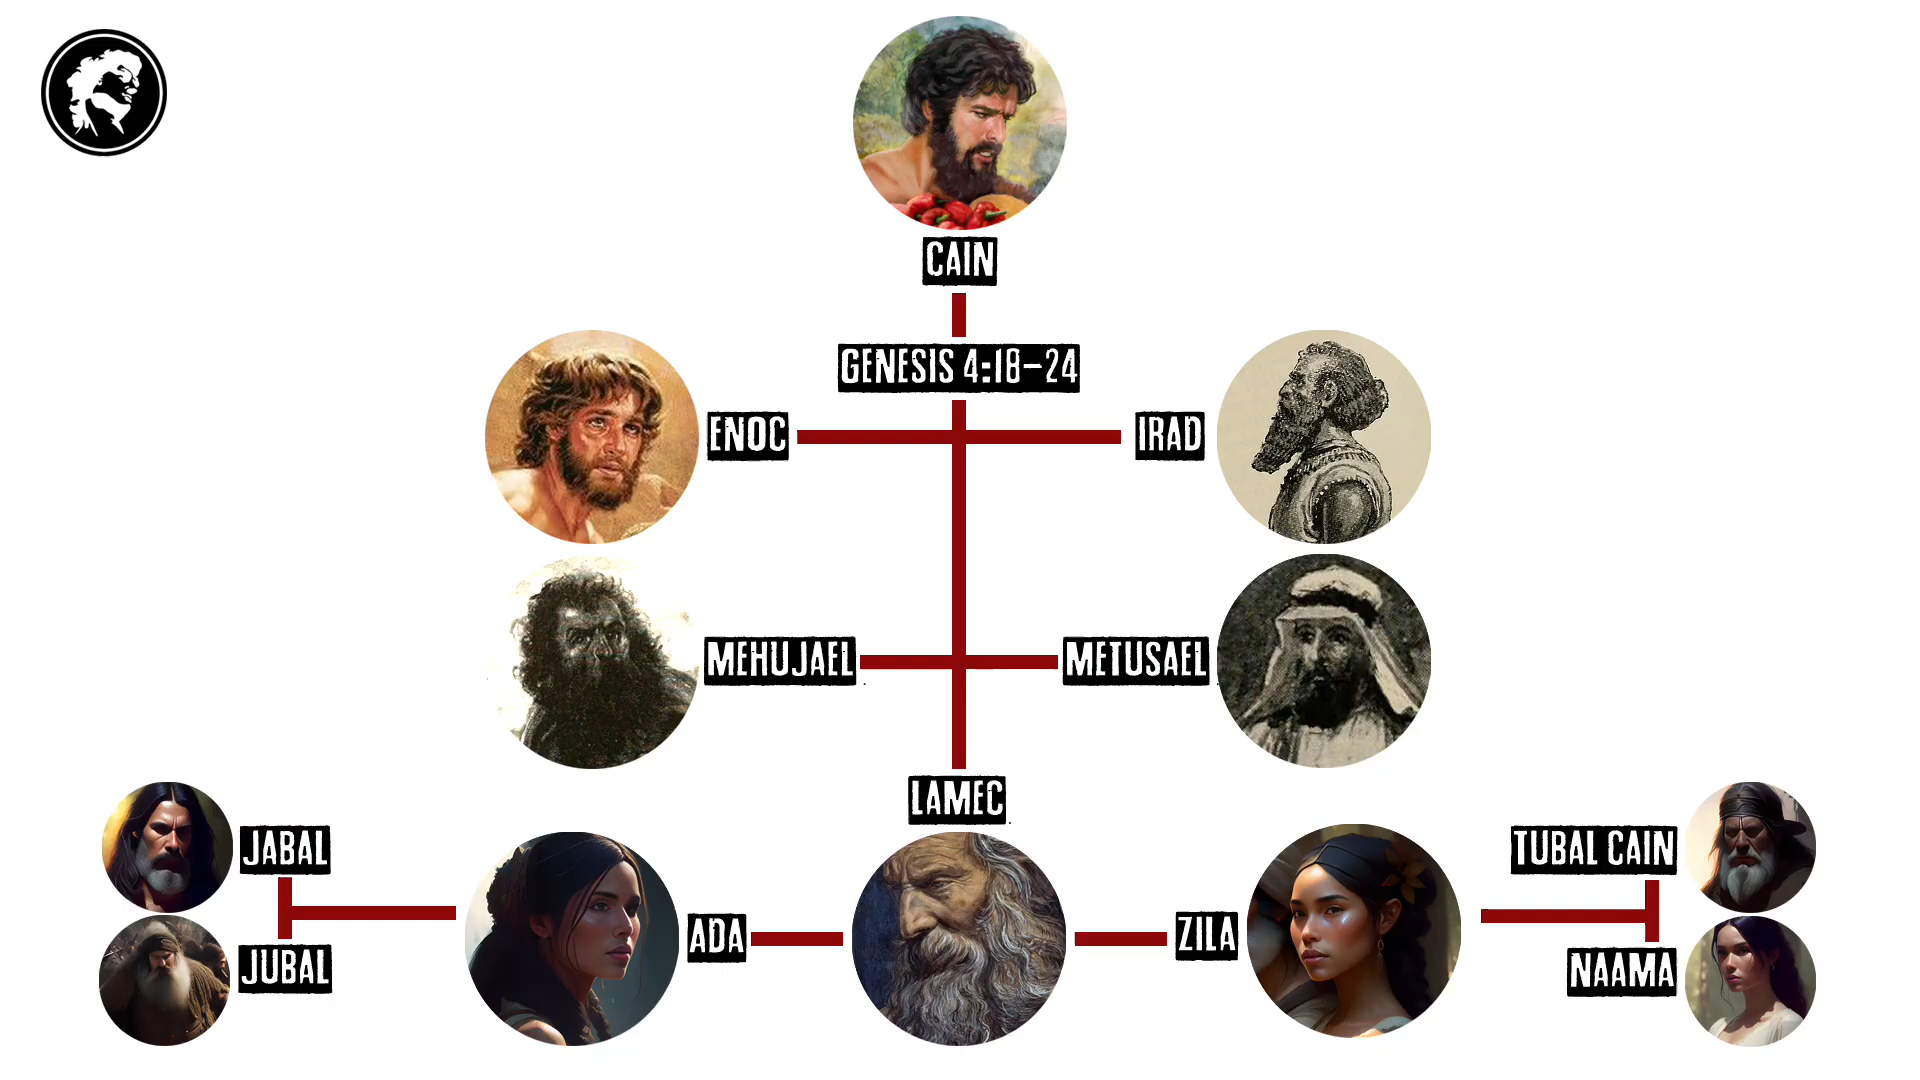 CAIN
GENESIS 4:18-24
ENOC
IRAD
MEHUJAEL
METUSAEL
LAMEC
JABAL
TUBAL CAIN
ADA
ZILA
JUBAL
NAAMA